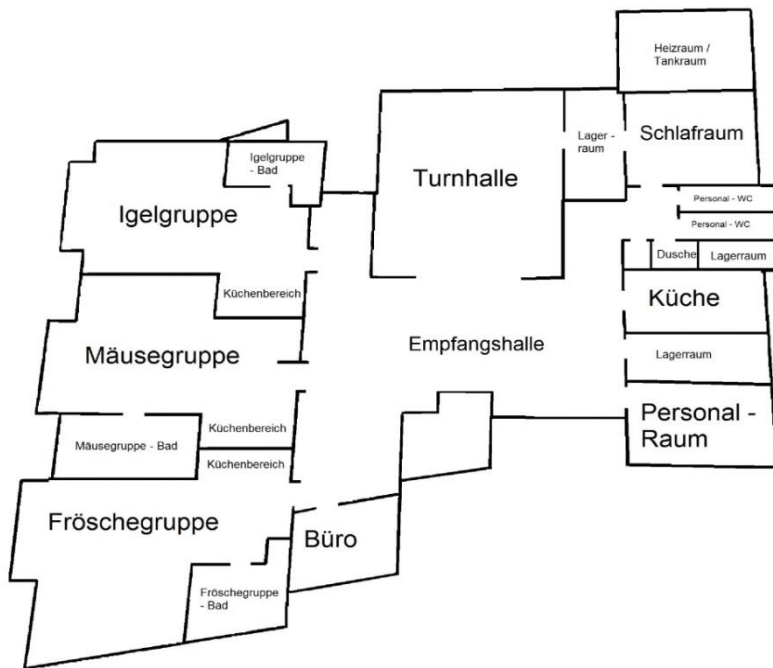 Heizraum /
Tankraum
Lager -
raum
Schlafraum
Igelgruppe
- Bad
Turnhalle
Igelgruppe
Personal - WC
Personal - WC
Dusche
Lagerraum
Küchenbereich
Küche
Empfangshalle
Mäusegruppe
Lagerraum
Personal -
Raum
Küchenbereich
Mäusegruppe - Bad
Küchenbereich
Fröschegruppe
Büro
Fröschegruppe
- Bad